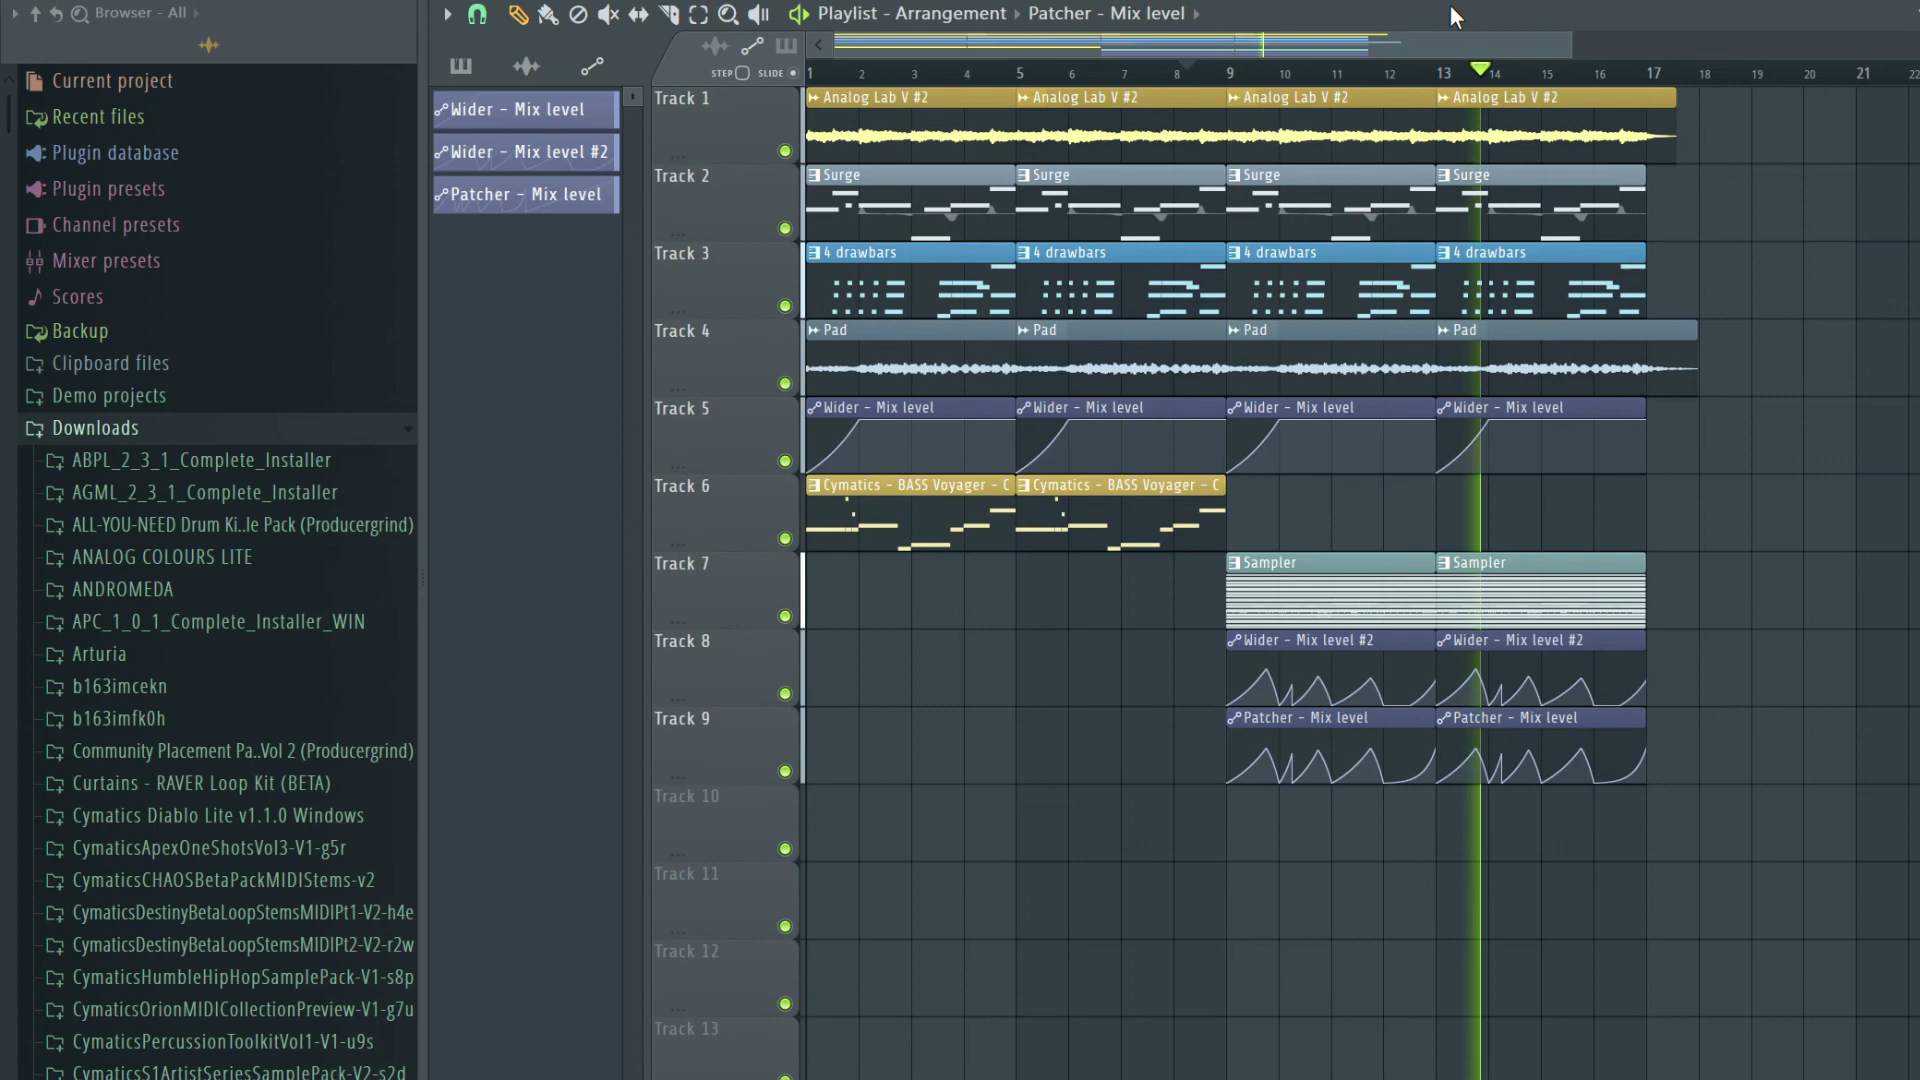 Browser - All
Playlist - Arrangement › Patcher - Mix level ›
STEP SLIDE
1 2 3 4 5 6 7 8 9 10 11 12 13 14 15 16 17 18 19 20 21 22
Current project
Recent files
Plugin database
Plugin presets
Channel presets
Mixer presets
Scores
Backup
Clipboard files
Demo projects
Downloads
ABPL_2_3_1_Complete_Installer
AGML_2_3_1_Complete_Installer
ALL-YOU-NEED Drum Ki..le Pack (Producergrind)
ANALOG COLOURS LITE
ANDROMEDA
APC_1_0_1_Complete_Installer_WIN
Arturia
b163imcekn
b163imfk0h
Community Placement Pa..Vol 2 (Producergrind)
Curtains - RAVER Loop Kit (BETA)
Cymatics Diablo Lite v1.1.0 Windows
CymaticsApexOneShotsVol3-V1-g5r
CymaticsCHAOSBetaPackMIDIStems-v2
CymaticsDestinyBetaLoopStemsMIDIPt1-V2-h4e
CymaticsDestinyBetaLoopStemsMIDIPt2-V2-r2w
CymaticsHumbleHipHopSamplePack-V1-s8p
CymaticsOrionMIDICollectionPreview-V1-g7u
CymaticsPercussionToolkitVol1-V1-u9s
CymaticsS1ArtistSeriesSamplePack-V2-s2d
Wider - Mix level
Wider - Mix level #2
Patcher - Mix level
Track 1
Analog Lab V #2 Analog Lab V #2 Analog Lab V #2 Analog Lab V #2
Track 2
Surge Surge Surge Surge
Track 3
4 drawbars 4 drawbars 4 drawbars 4 drawbars
Track 4
Pad Pad Pad Pad
Track 5
Wider - Mix level Wider - Mix level Wider - Mix level Wider - Mix level
Track 6
Cymatics - BASS Voyager - C Cymatics - BASS Voyager - C
Track 7
Sampler Sampler
Track 8
Wider - Mix level #2 Wider - Mix level #2
Track 9
Patcher - Mix level Patcher - Mix level
Track 10
Track 11
Track 12
Track 13